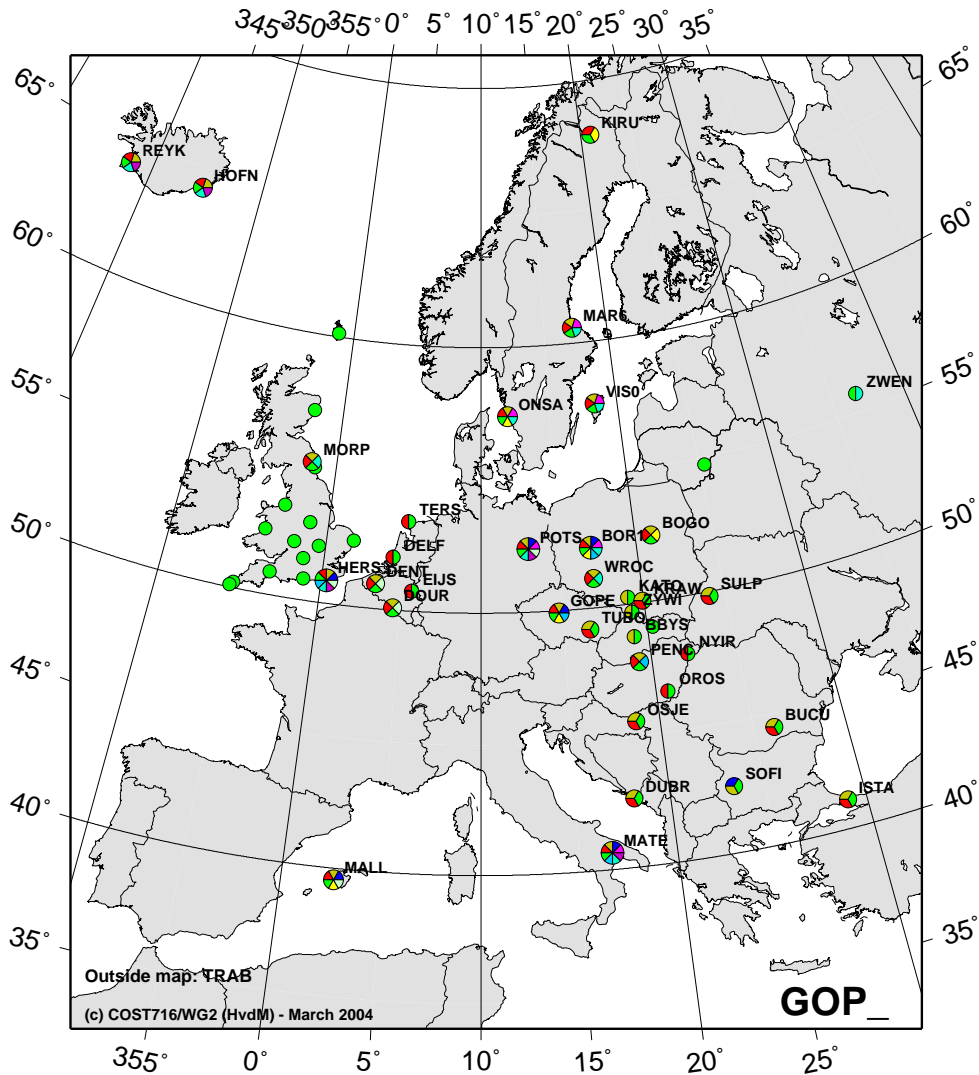 345° 350° 355° 0° 5° 10° 15° 20° 25° 30° 35°
65° 65°
KIRU
REYK
HOFN
60° 60°
MAR6
55° 55°
ZWEN
VIS0
ONSA
MORP
50° 50°
TERS
BOGO
POTS BOR1
DELF
WROC
HERS DENT
EIJS
KATO KRAW SULP
DOUR
GOPE ZYWI
TUBO
BBYS
NYIR
PENC
45° 45°
OROS
OSJE BUCU
SOFI
DUBR ISTA
40° 40°
MATE
MALL
35° 35°
Outside map: TRAB
GOP_
(c) COST716/WG2 (HvdM) - March 2004
355° 0° 5° 10° 15° 20° 25°